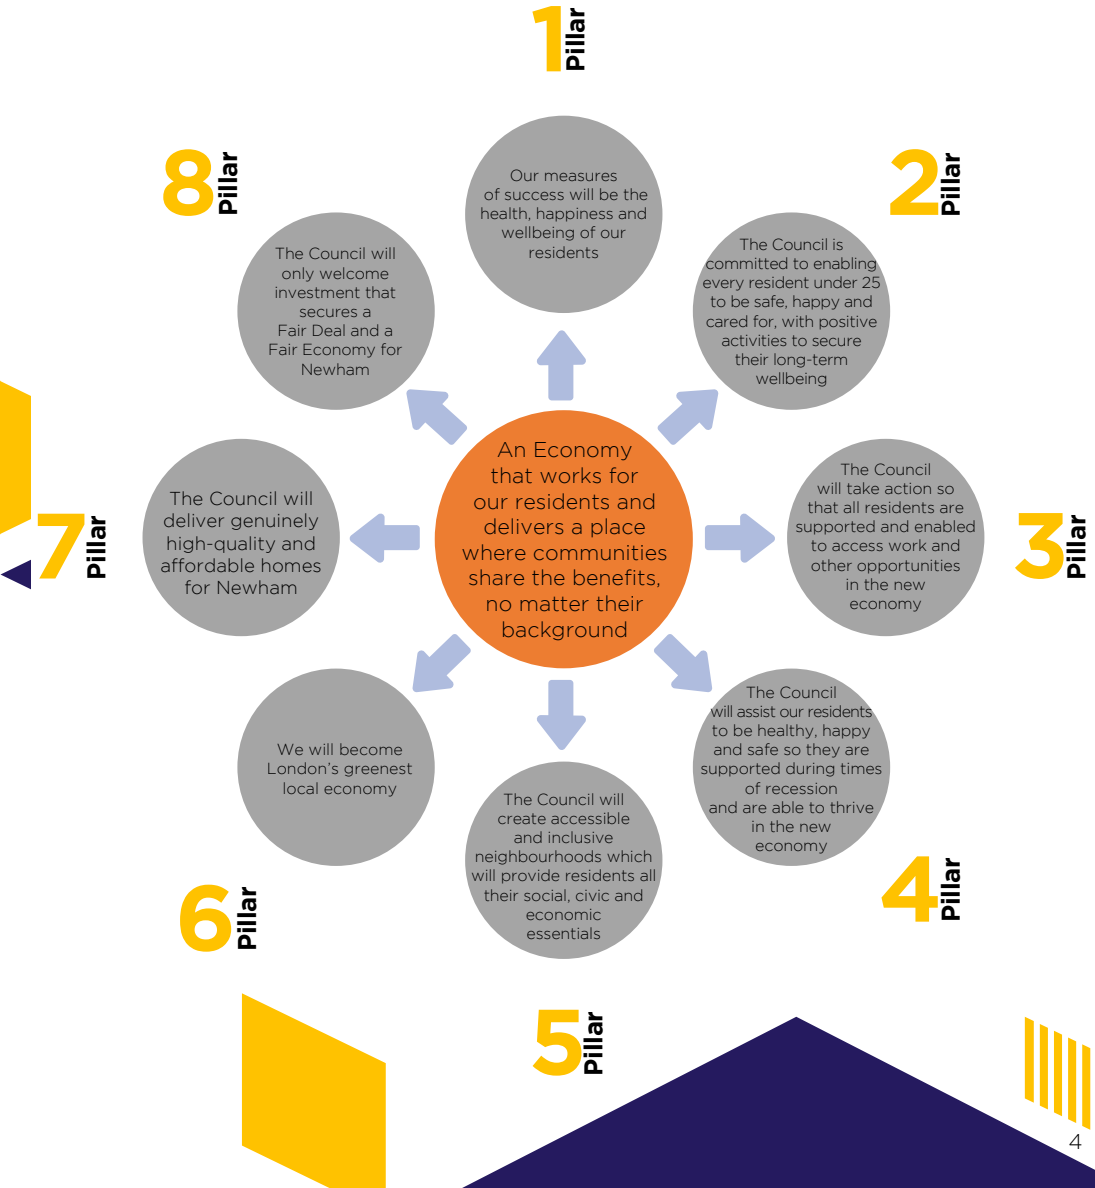 1 Pillar
Our measures
of success will be the
health, happiness and
wellbeing of our
residents
2 Pillar
The Council is
committed to enabling
every resident under 25
to be safe, happy and
cared for, with positive
activities to secure
their long-term
wellbeing
3 Pillar
The Council
will take action so
that all residents are
supported and enabled
to access work and
other opportunities
in the new
economy
4 Pillar
The Council
will assist our residents
to be healthy, happy
and safe so they are
supported during times
of recession
and are able to thrive
in the new
economy
5 Pillar
The Council will
create accessible
and inclusive
neighbourhoods which
will provide residents all
their social, civic and
economic
essentials
6 Pillar
We will become
London's greenest
local economy
7 Pillar
The Council will
deliver genuinely
high-quality and
affordable homes
for Newham
8 Pillar
The Council will
only welcome
investment that
secures a
Fair Deal and a
Fair Economy for
Newham
An Economy
that works for
our residents and
delivers a place
where communities
share the benefits,
no matter their
background
4